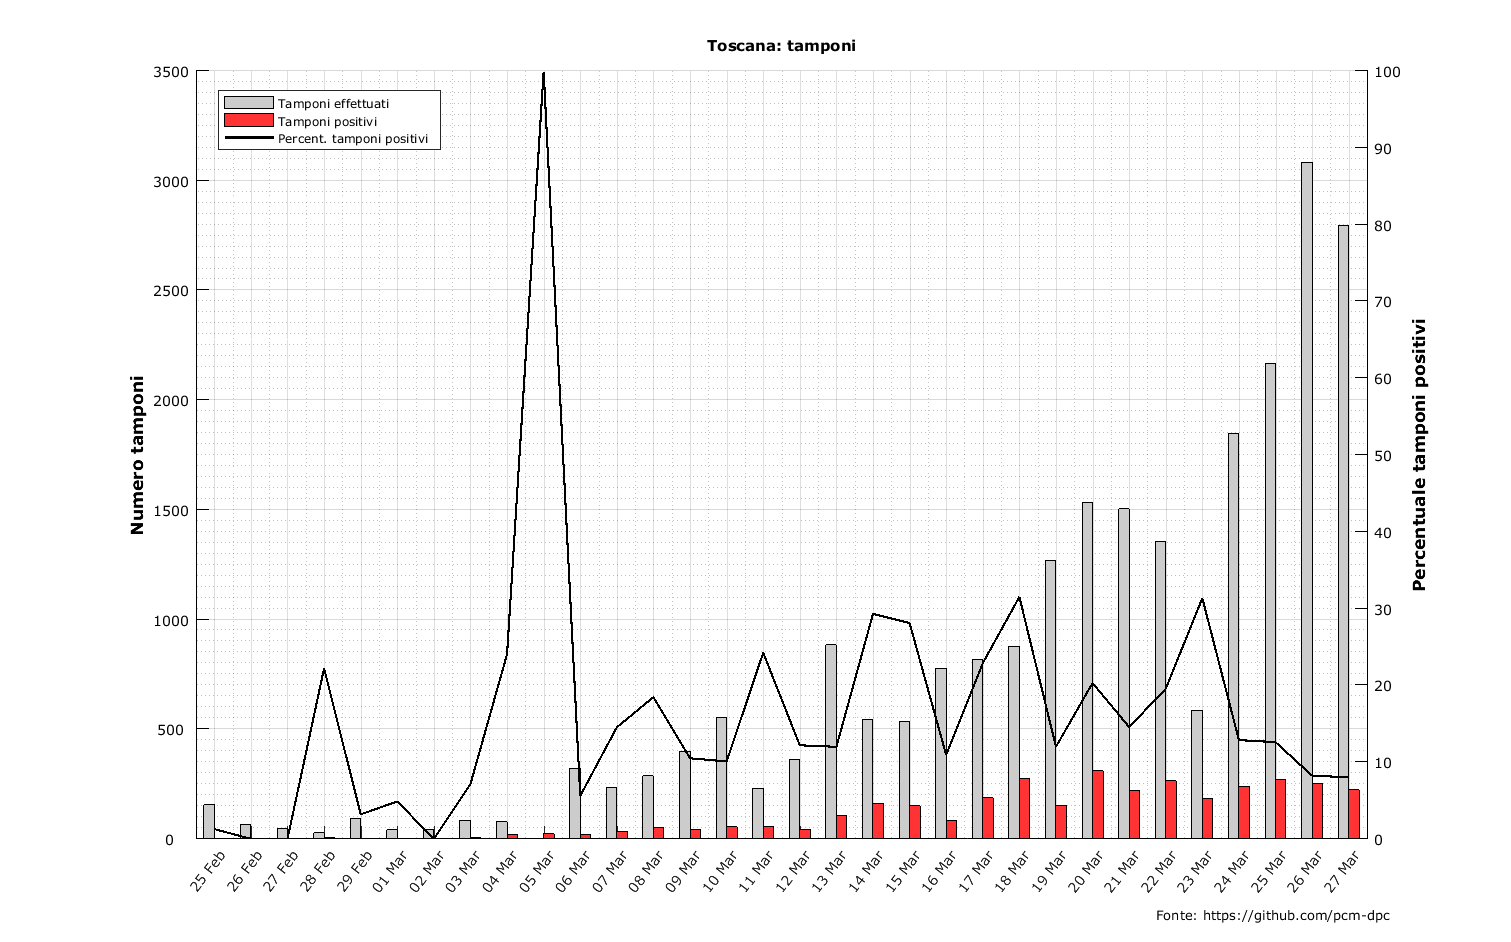 Toscana: tamponi
Tamponi effettuati
Tamponi positivi
Percent. tamponi positivi
Numero tamponi
3500
3000
2500
2000
1500
1000
500
0
100
90
80
70
60
50
40
30
20
10
0
Percentuale tamponi positivi
25 Feb
26 Feb
27 Feb
28 Feb
29 Feb
01 Mar
02 Mar
03 Mar
04 Mar
05 Mar
06 Mar
07 Mar
08 Mar
09 Mar
10 Mar
11 Mar
12 Mar
13 Mar
14 Mar
15 Mar
16 Mar
17 Mar
18 Mar
19 Mar
20 Mar
21 Mar
22 Mar
23 Mar
24 Mar
25 Mar
26 Mar
27 Mar
Fonte: https://github.com/pcm-dpc